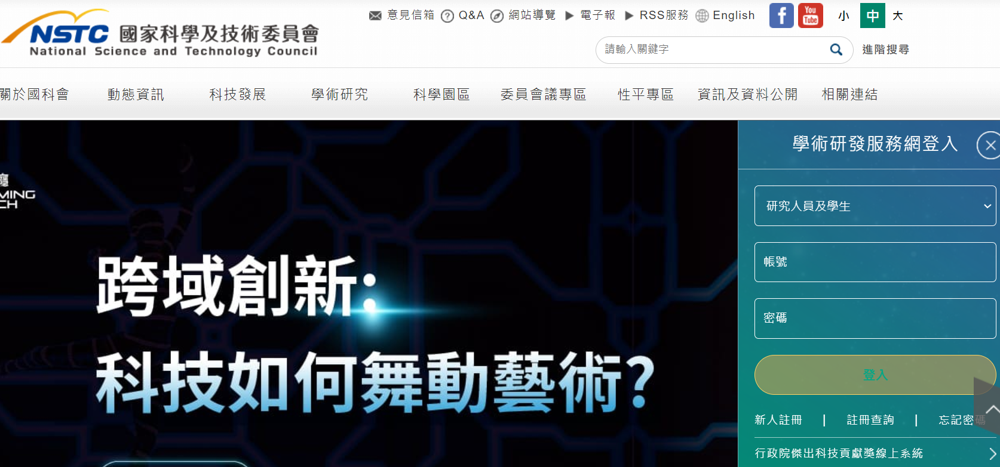 意見信箱 Q&A 網站導覽 電子報 RSS服務 English You Tube 小 中 大
NSTC 國家科學及技術委員會
National Science and Technology Council
請輸入關鍵字 進階搜尋
關於國科會 動態資訊 科技發展 學術研究 科學園區 委員會議專區 性平專區 資訊及資料公開 相關連結
學術研發服務網登入
研究人員及學生
帳號
密碼
登入
新人註冊 | 註冊查詢 | 忘記密碼
行政院傑出科技貢獻獎線上系統
跨域創新:
科技如何舞動藝術?